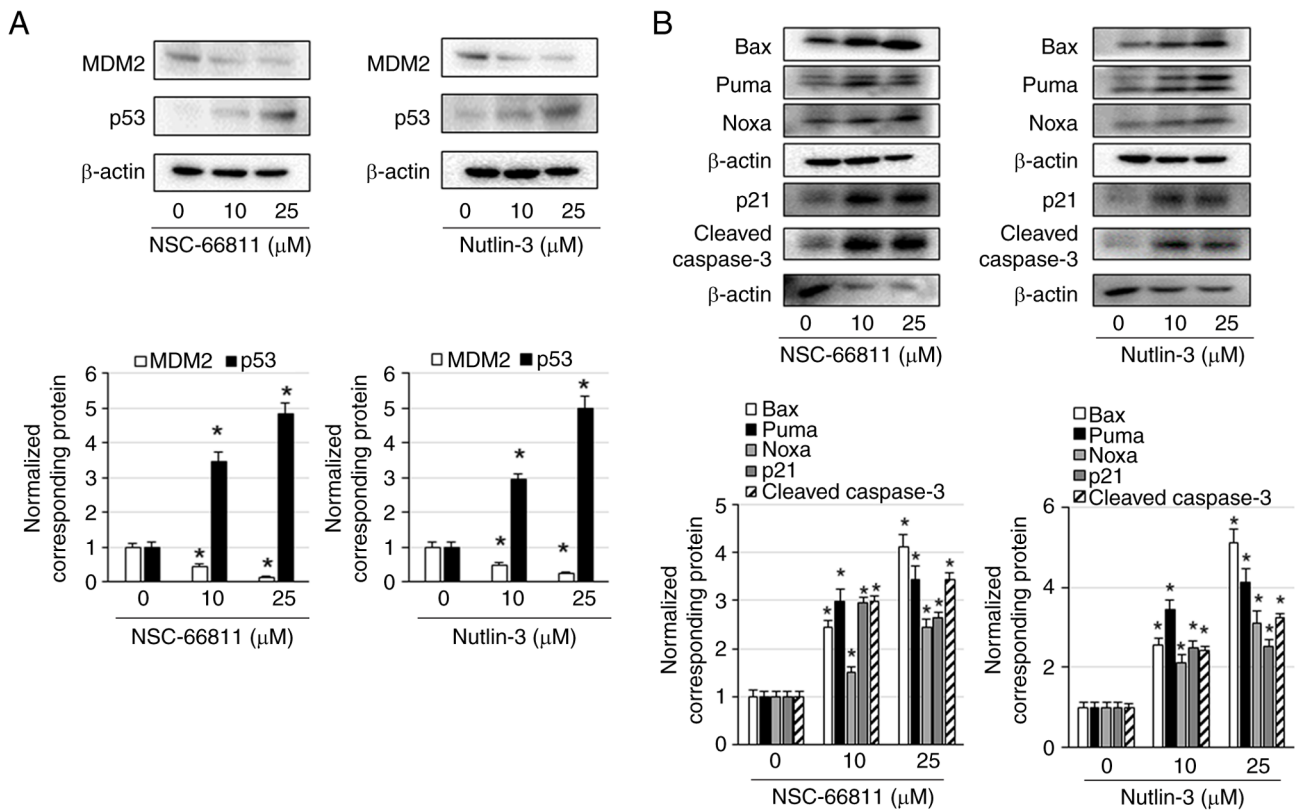 A
MDM2
p53
β-actin
0 10 25
NSC-66811 (μM)
MDM2
p53
β-actin
0 10 25
Nutlin-3 (μM)
MDM2 p53
Normalized
corresponding protein
6
5
4
3
2
1
0
* * * *
0 10 25
NSC-66811 (μM)
MDM2 p53
Normalized
corresponding protein
6
5
4
3
2
1
0
* * * *
0 10 25
Nutlin-3 (μM)
B
Bax
Puma
Noxa
β-actin
p21
Cleaved
caspase-3
β-actin
0 10 25
NSC-66811 (μM)
Bax
Puma
Noxa
β-actin
p21
Cleaved
caspase-3
β-actin
0 10 25
Nutlin-3 (μM)
Bax
Puma
Noxa
p21
Cleaved caspase-3
Normalized
corresponding protein
5
4
3
2
1
0
* * * * * * * * * *
0 10 25
NSC-66811 (μM)
Bax
Puma
Noxa
p21
Cleaved caspase-3
Normalized
corresponding protein
6
4
2
0
* * * * * * * * * *
0 10 25
Nutlin-3 (μM)